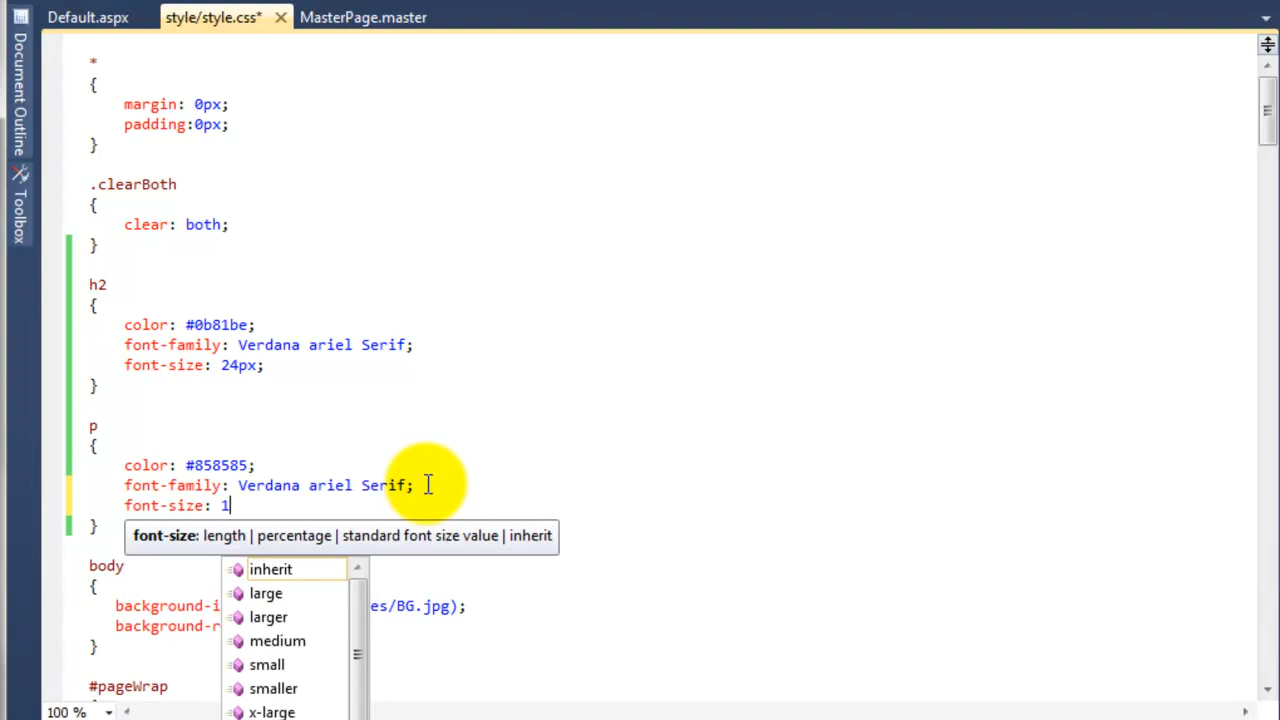 Default.aspx
style/style.css*
MasterPage.master
Document Outline
Toolbox
*
{
margin: 0px;
padding:0px;
}
.clearBoth
{
clear: both;
}
h2
{
color: #0b81be;
font-family: Verdana ariel Serif;
font-size: 24px;
}
p
{
color: #858585;
font-family: Verdana ariel Serif;
font-size: 1
}
font-size: length | percentage | standard font size value | inherit
body
{
inherit
large
background-i
es/BG.jpg);
larger
background-r
medium
}
small
smaller
#pageWrap
x-large
100 %